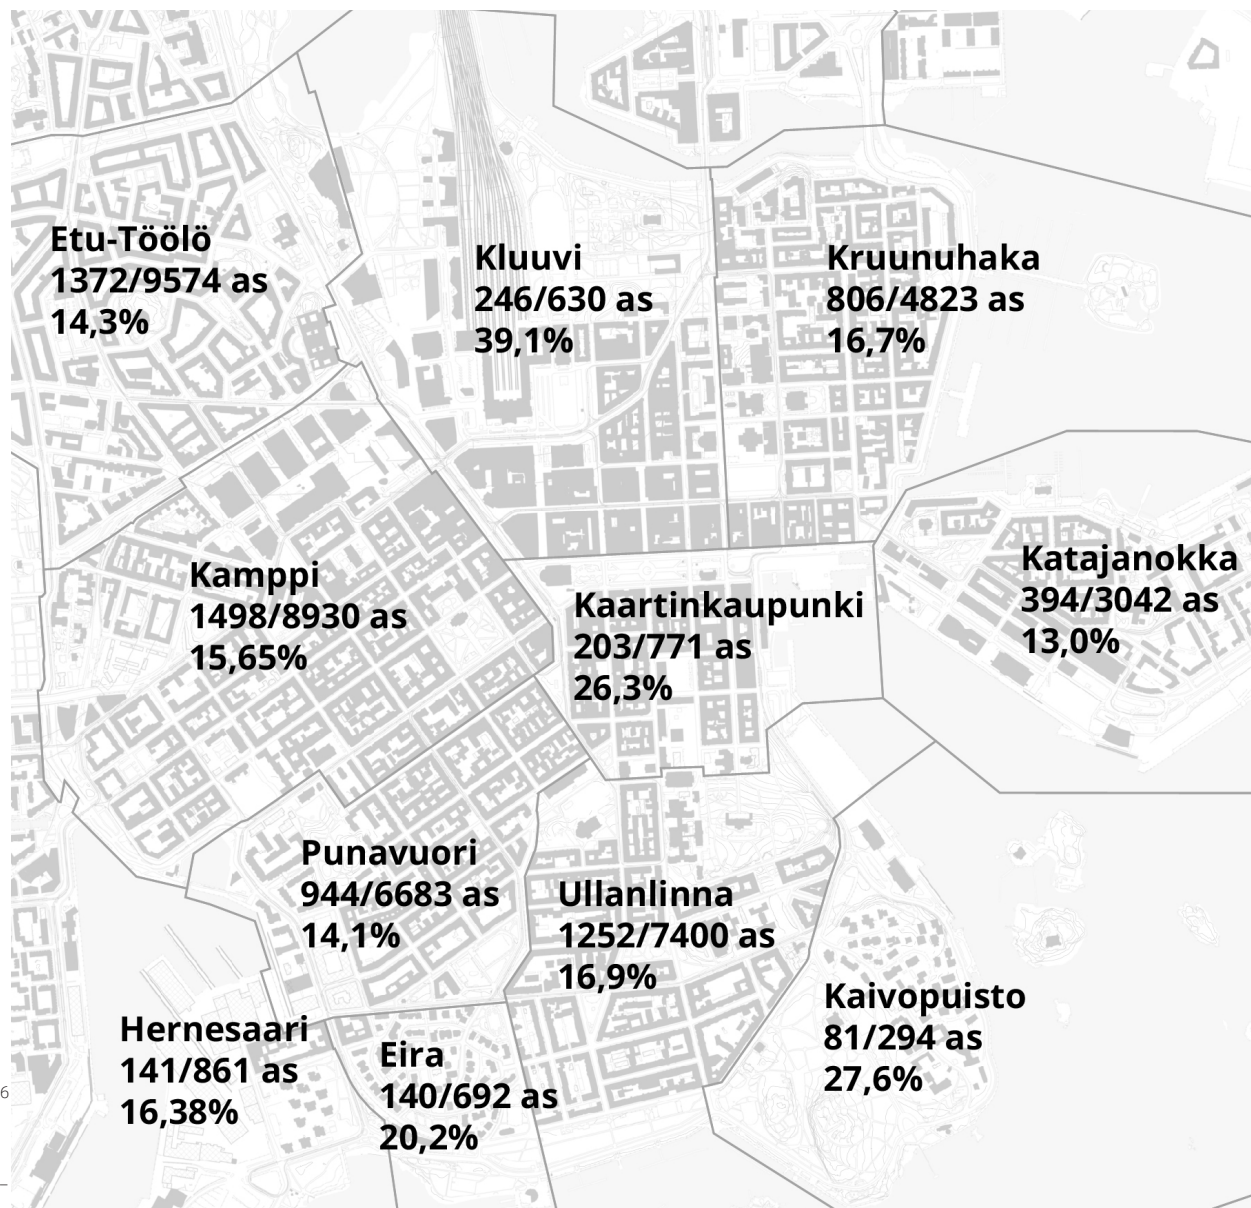 Etu-Töölö
1372/9574 as
14,3%
Kluuvi
246/630 as
39,1%
Kruunuhaka
806/4823 as
16,7%
Kamppi
1498/8930 as
15,65%
Kaartinkaupunki
203/771 as
26,3%
Katajanokka
394/3042 as
13,0%
Punavuori
944/6683 as
14,1%
Ullanlinna
1252/7400 as
16,9%
Kaivopuisto
81/294 as
27,6%
Hernesaari
141/861 as
16,38%
Eira
140/692 as
20,2%
6